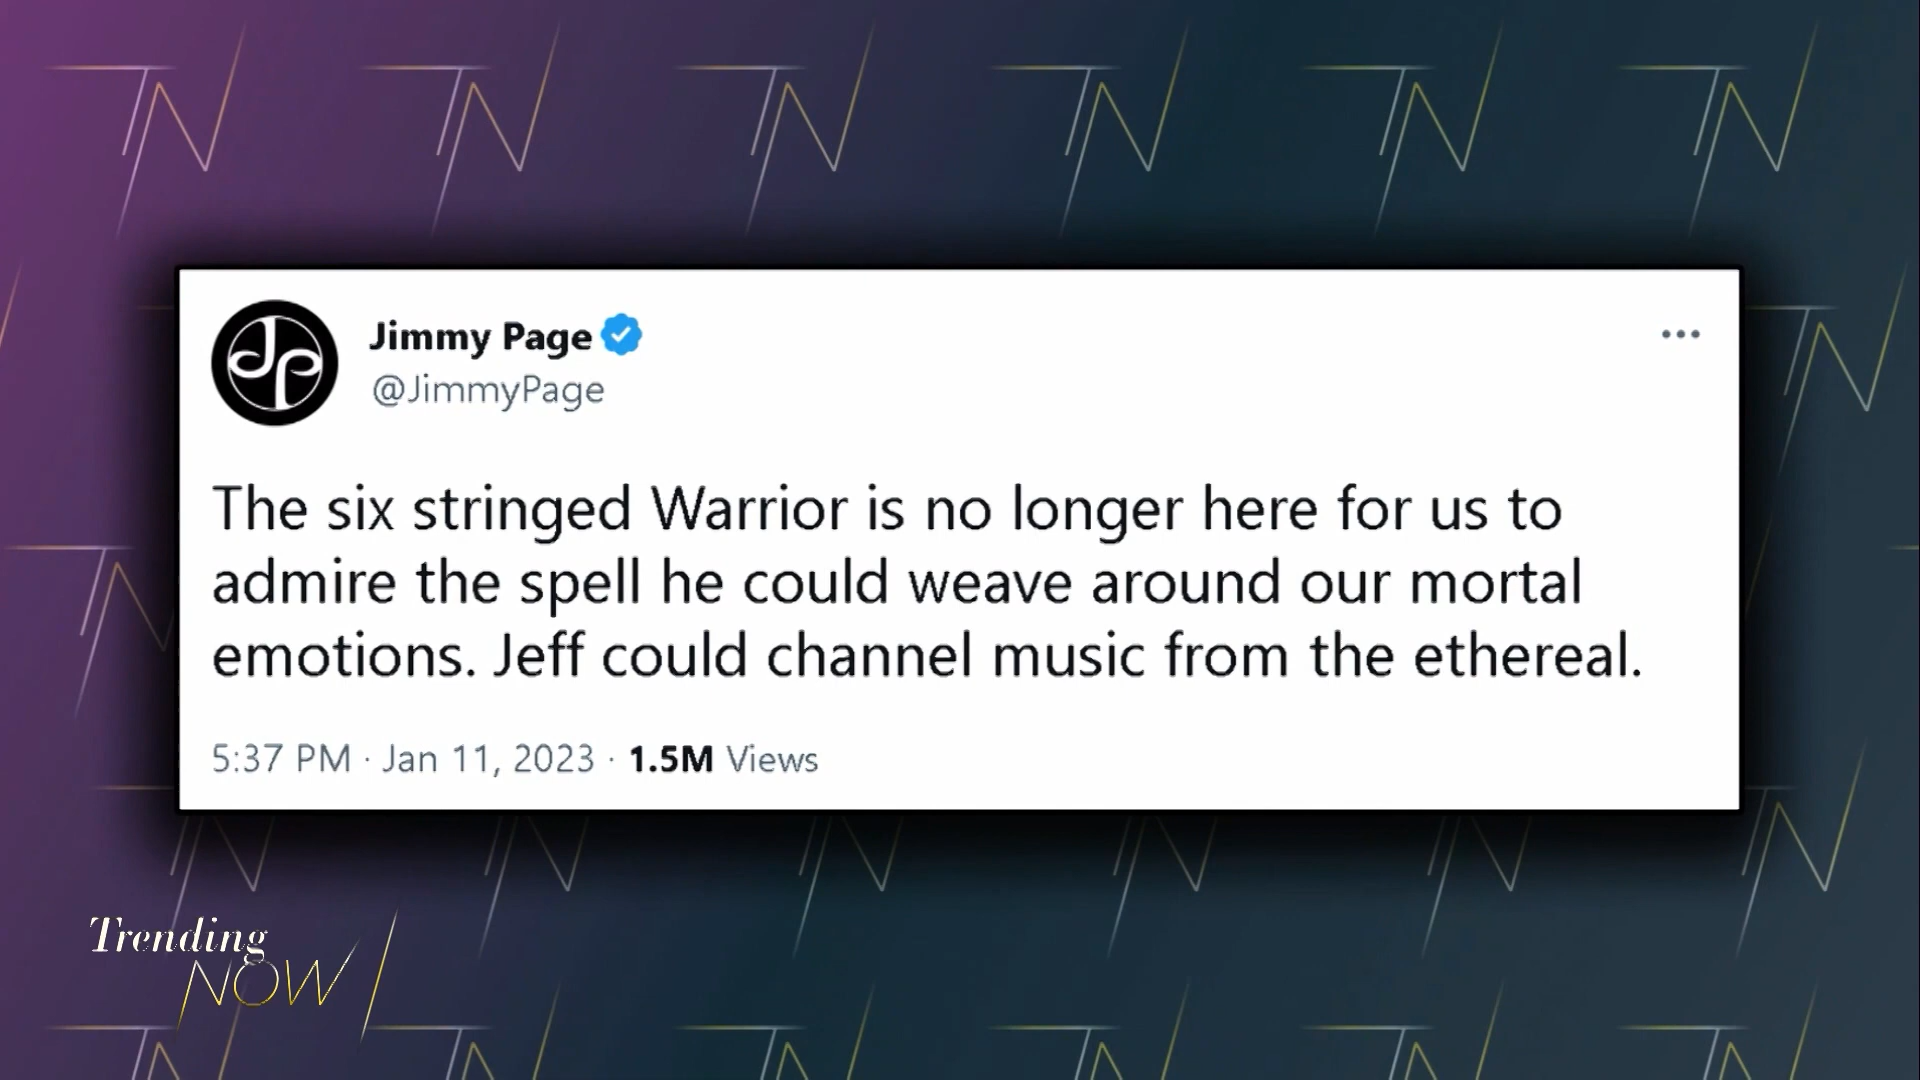 Jimmy Page
@JimmyPage
The six stringed Warrior is no longer here for us to
admire the spell he could weave around our mortal
emotions. Jeff could channel music from the ethereal.
5:37 PM · Jan 11, 2023 · 1.5M Views
Trending
NOW